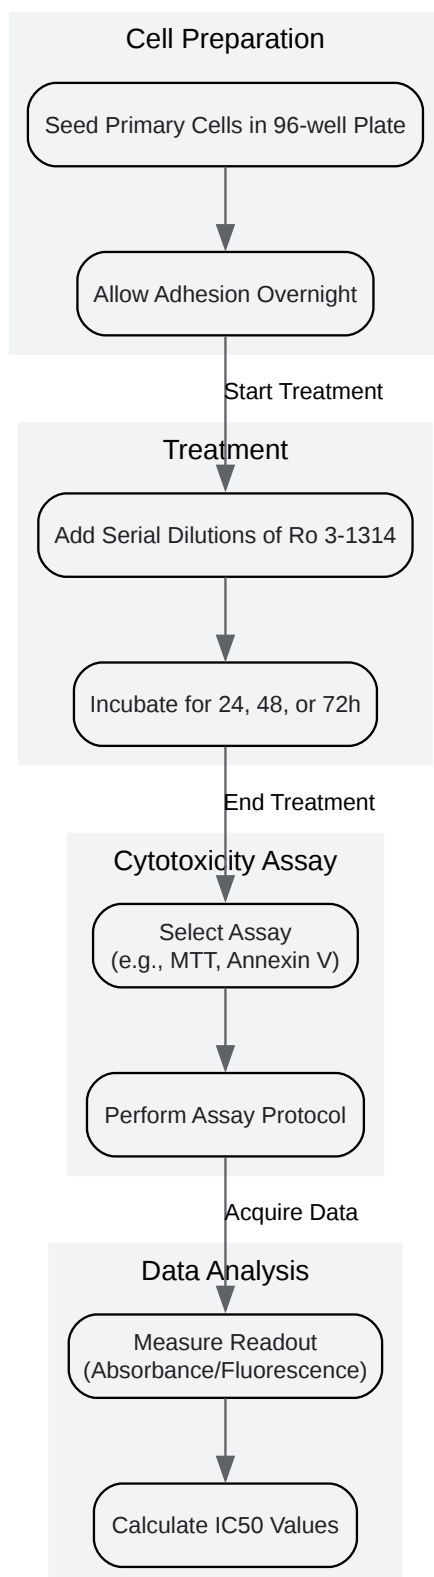 Cell Preparation
Seed Primary Cells in 96-well Plate
Allow Adhesion Overnight
Start Treatment
Treatment
Add Serial Dilutions of Ro 3-1314
Incubate for 24, 48, or 72h
End Treatment
Cytotoxicity Assay
Select Assay
(e.g., MTT, Annexin V)
Perform Assay Protocol
Acquire Data
Data Analysis
Measure Readout
(Absorbance/Fluorescence)
Calculate IC50 Values